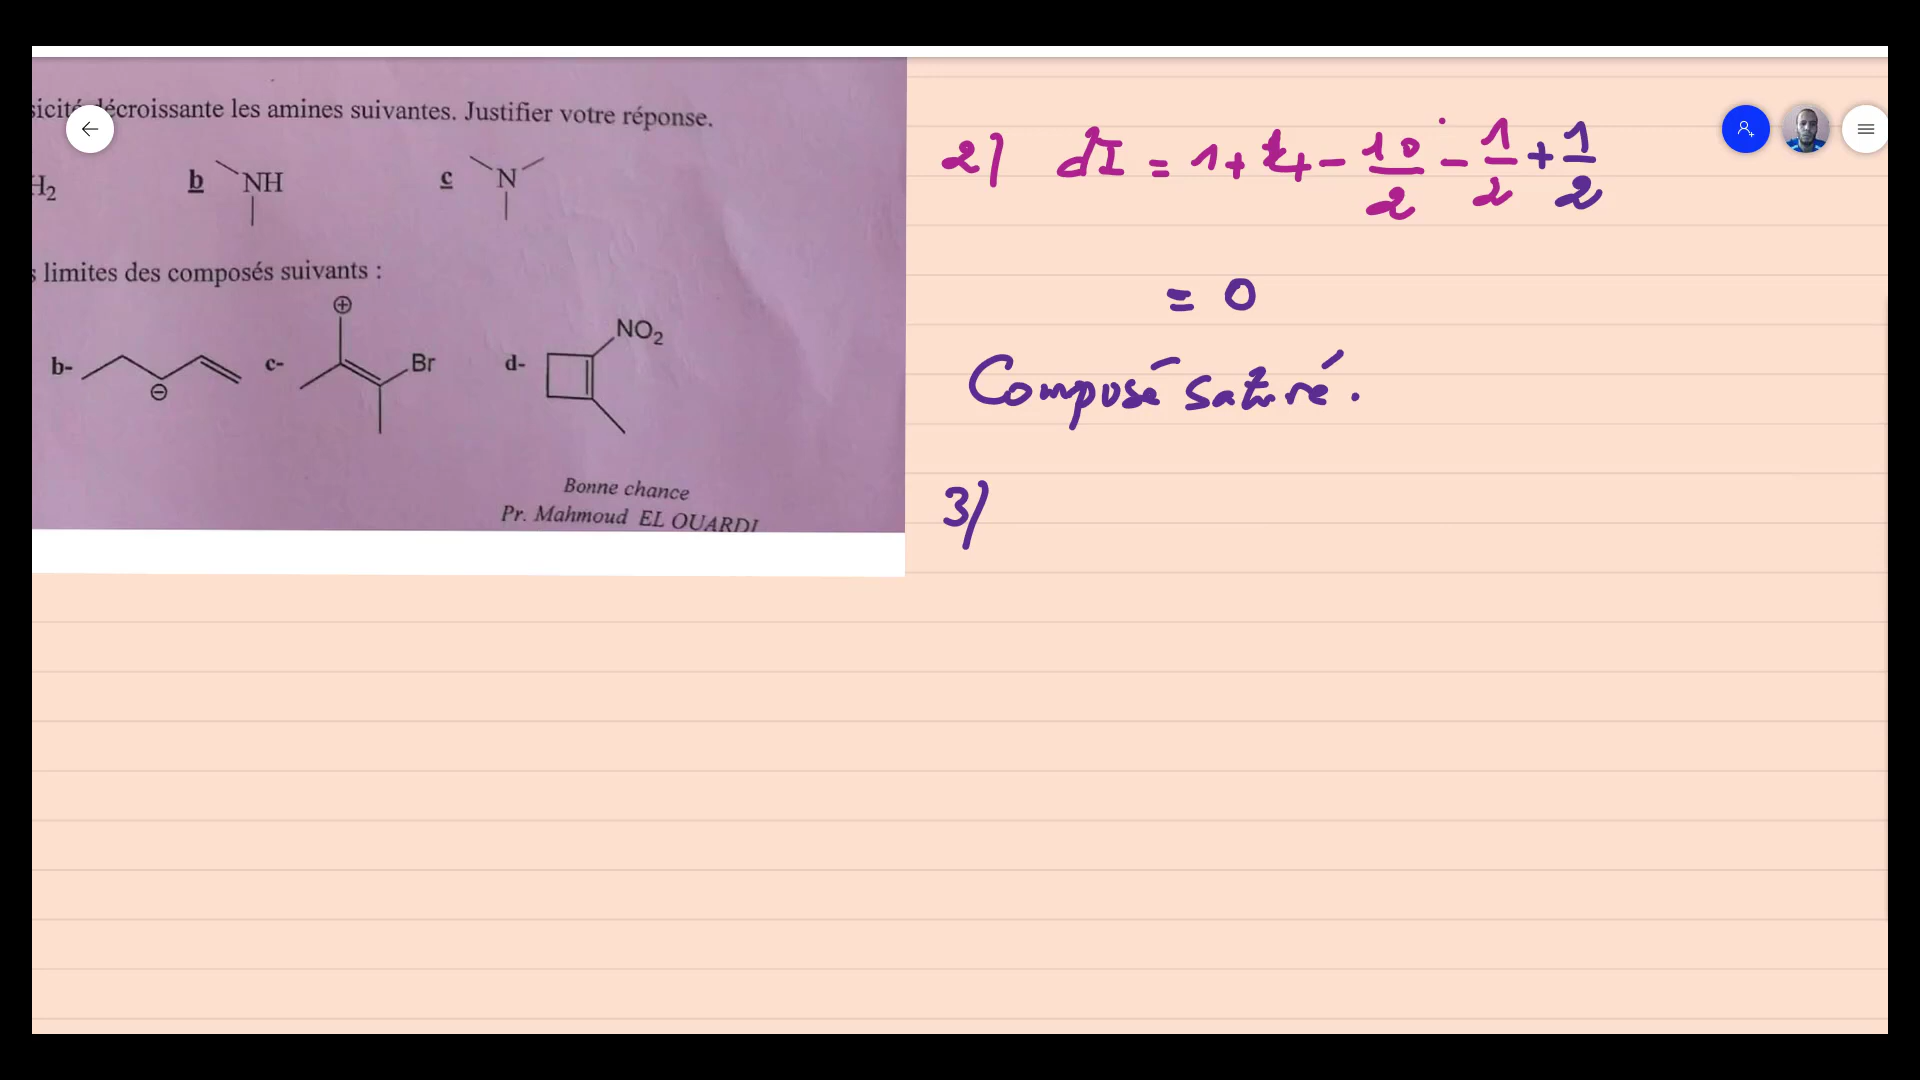 sicité décroissante les amines suivantes. Justifier votre réponse.
H2 b NH c N
s limites des composés suivants :
b- ⊖ c- ⊕ Br d- NO2
Bonne chance
Pr. Mahmoud EL OUARDI
2) dI = 1 + 4 - 10/2 - 1/2 + 1/2
= 0
Composé saturé.
3)